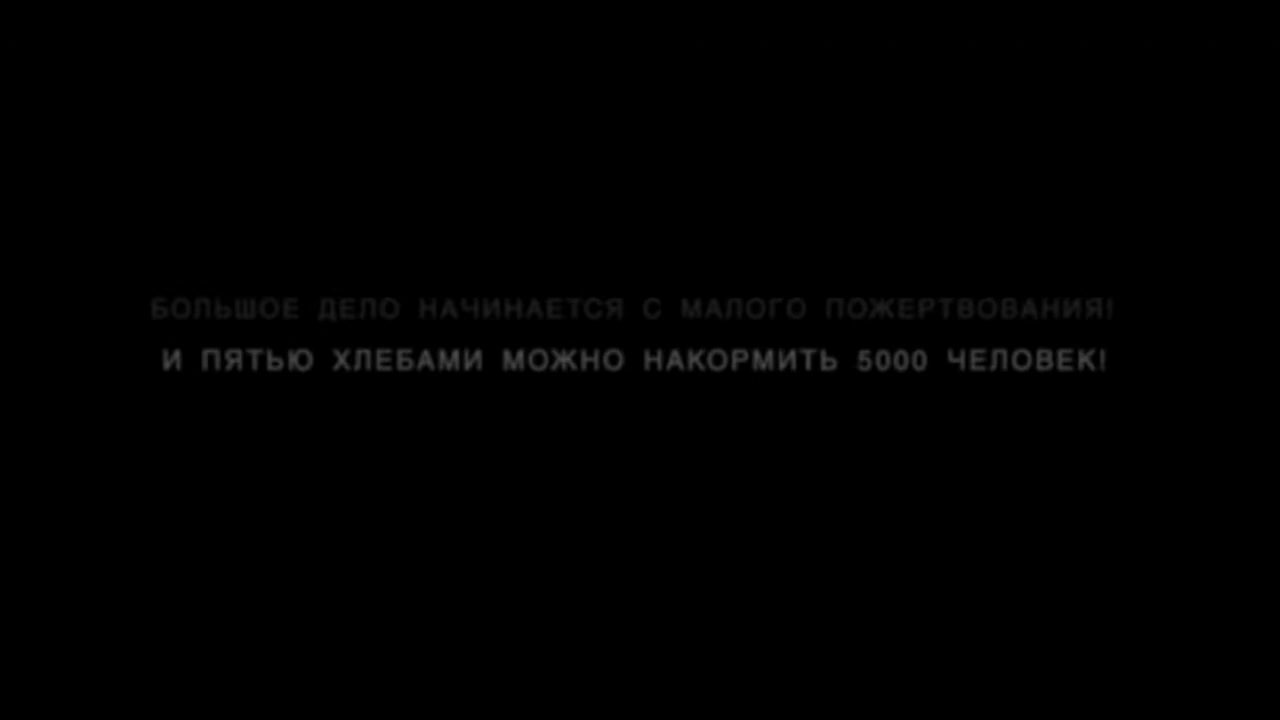 БОЛЬШОЕ ДЕЛО НАЧИНАЕТСЯ С МАЛОГО ПОЖЕРТВОВАНИЯ!
И ПЯТЬЮ ХЛЕБАМИ МОЖНО НАКОРМИТЬ 5000 ЧЕЛОВЕК!